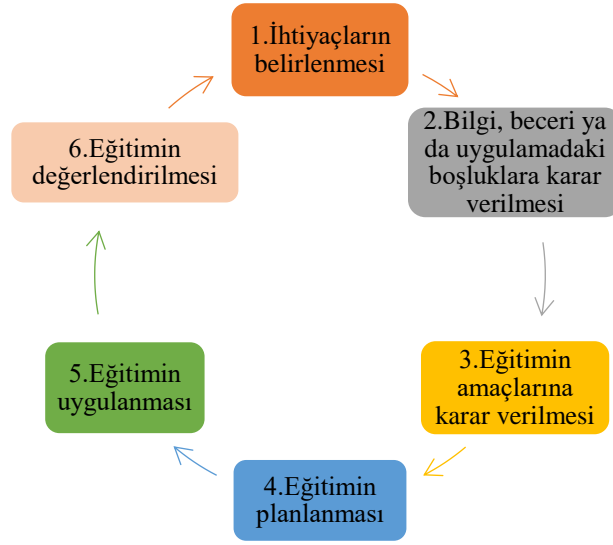 1.İhtiyaçların
belirlenmesi
2.Bilgi, beceri ya
da uygulamadaki
boşluklara karar
verilmesi
3.Eğitimin
amaçlarına
karar verilmesi
4.Eğitimin
planlanması
5.Eğitimin
uygulanması
6.Eğitimin
değerlendirilmesi